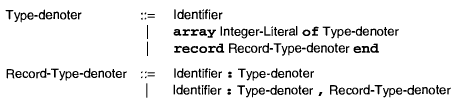 Type-denoter ::= Identifier
| array Integer-Literal of Type-denoter
| record Record-Type-denoter end
Record-Type-denoter ::= Identifier : Type-denoter
| Identifier : Type-denoter , Record-Type-denoter